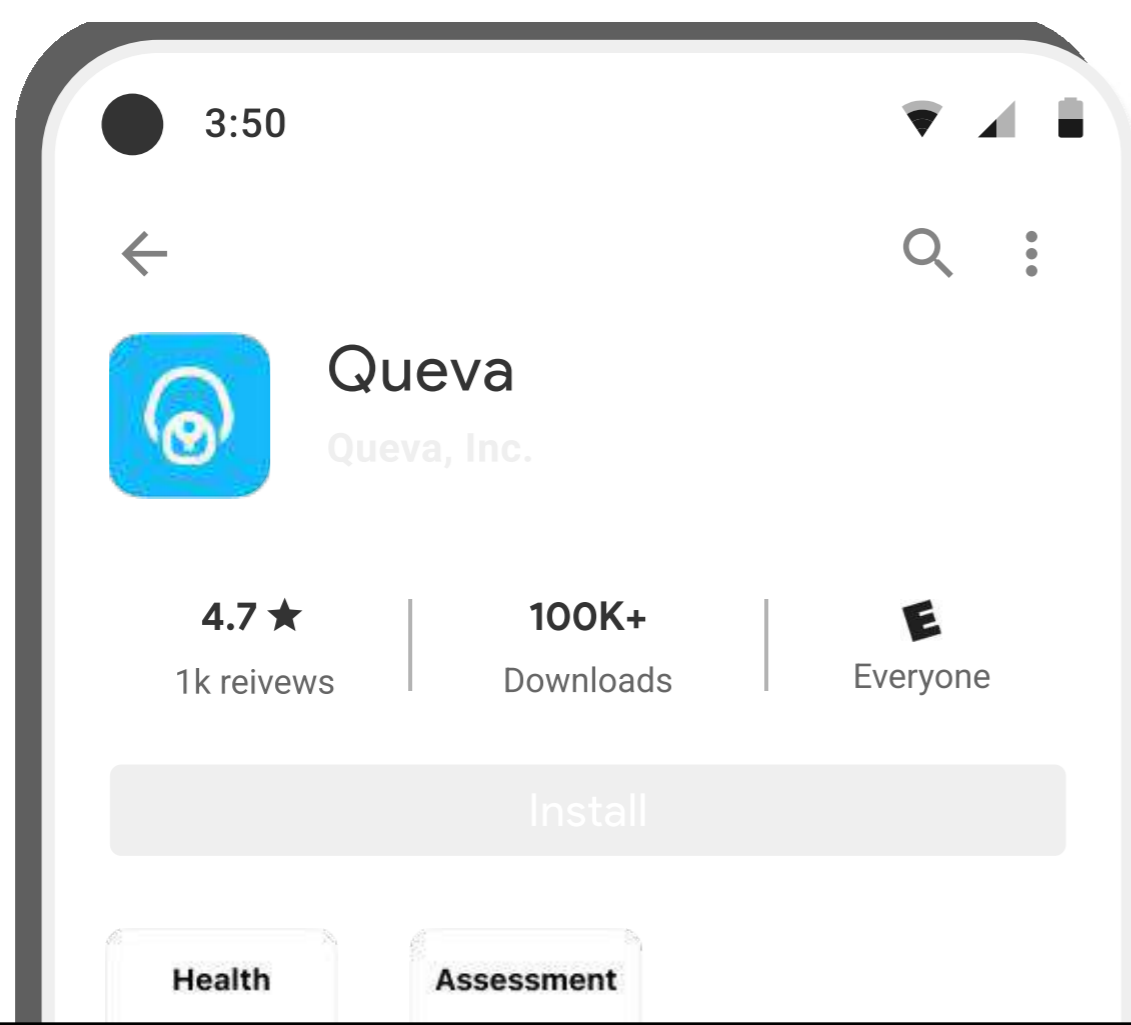 3:50
Queva
Queva, Inc.
4.7 ★ 100K+ E
1k reivews Downloads Everyone
Install
Health Assessment